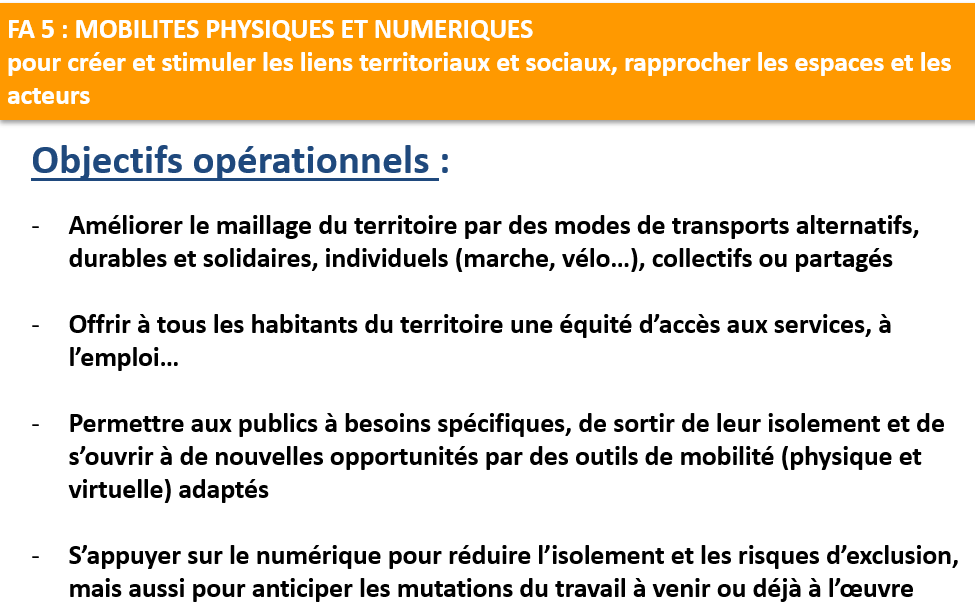 FA 5 : MOBILITES PHYSIQUES ET NUMERIQUES
pour créer et stimuler les liens territoriaux et sociaux, rapprocher les espaces et les
acteurs
Objectifs opérationnels :
- Améliorer le maillage du territoire par des modes de transports alternatifs,
durables et solidaires, individuels (marche, vélo…), collectifs ou partagés
- Offrir à tous les habitants du territoire une équité d’accès aux services, à
l’emploi…
- Permettre aux publics à besoins spécifiques, de sortir de leur isolement et de
s’ouvrir à de nouvelles opportunités par des outils de mobilité (physique et
virtuelle) adaptés
- S’appuyer sur le numérique pour réduire l’isolement et les risques d’exclusion,
mais aussi pour anticiper les mutations du travail à venir ou déjà à l’œuvre